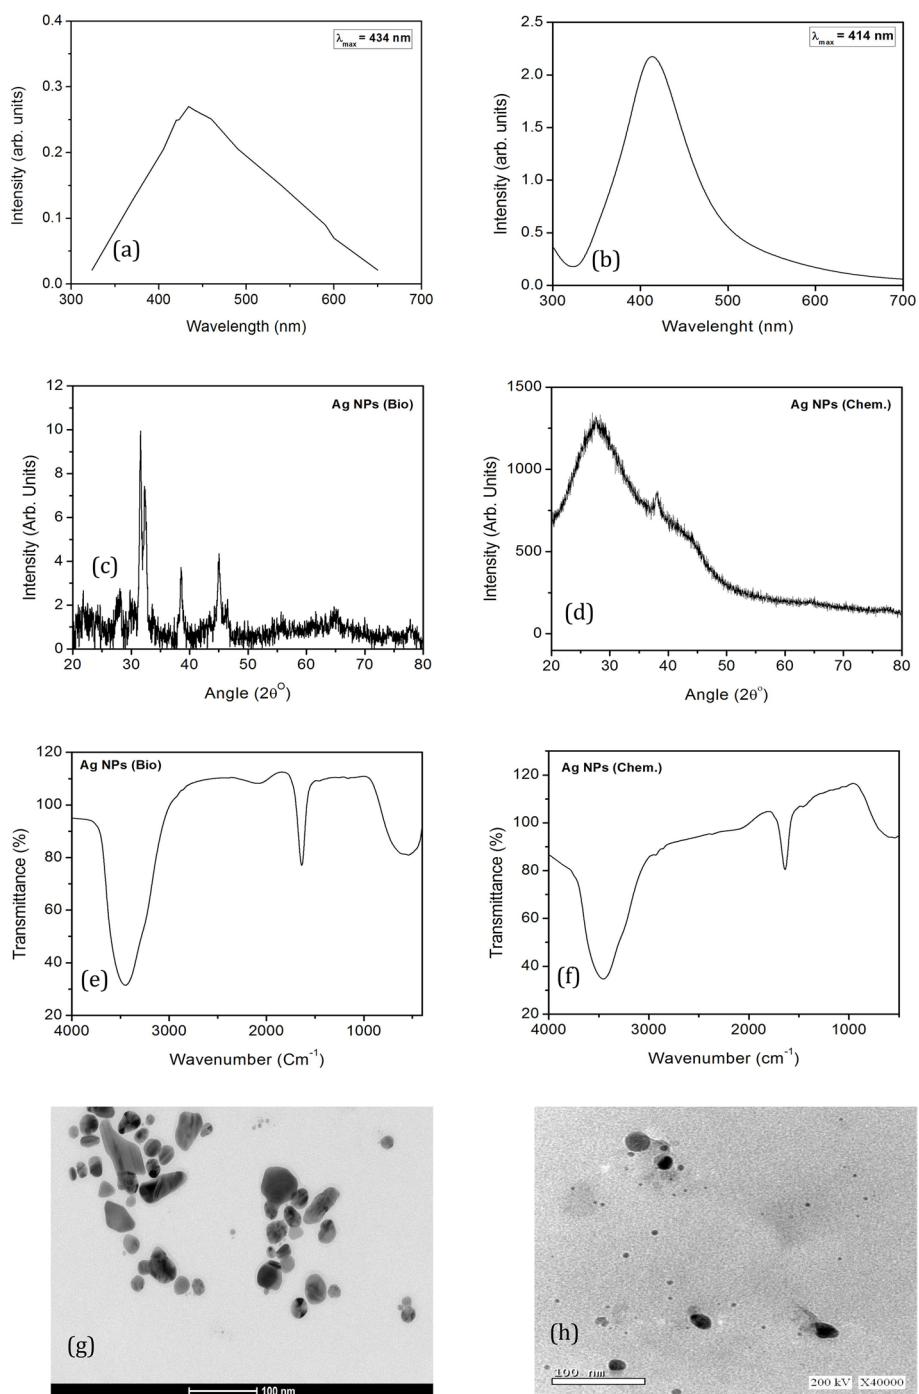 λmax = 434 nm
0.4
0.3
0.2
0.1
0.0
Intensity (arb. units)
(a)
300 400 500 600 700
Wavelength (nm)
λmax = 414 nm
2.5
2.0
1.5
1.0
0.5
0.0
Intensity (arb. units)
(b)
300 400 500 600 700
Wavelenght (nm)
Ag NPs (Bio)
12
10
8
6
4
2
0
Intensity (Arb. Units)
(c)
20 30 40 50 60 70 80
Angle (2θO)
Ag NPs (Chem.)
1500
1000
500
0
Intensity (Arb. Units)
(d)
20 30 40 50 60 70 80
Angle (2θo)
Ag NPs (Bio)
120
100
80
60
40
20
Transmittance (%)
(e)
4000 3000 2000 1000
Wavenumber (Cm-1)
Ag NPs (Chem.)
120
100
80
60
40
20
Transmittance (%)
(f)
4000 3000 2000 1000
Wavenumber (cm-1)
(g)
100 nm
(h)
100 nm
200 kV X40000